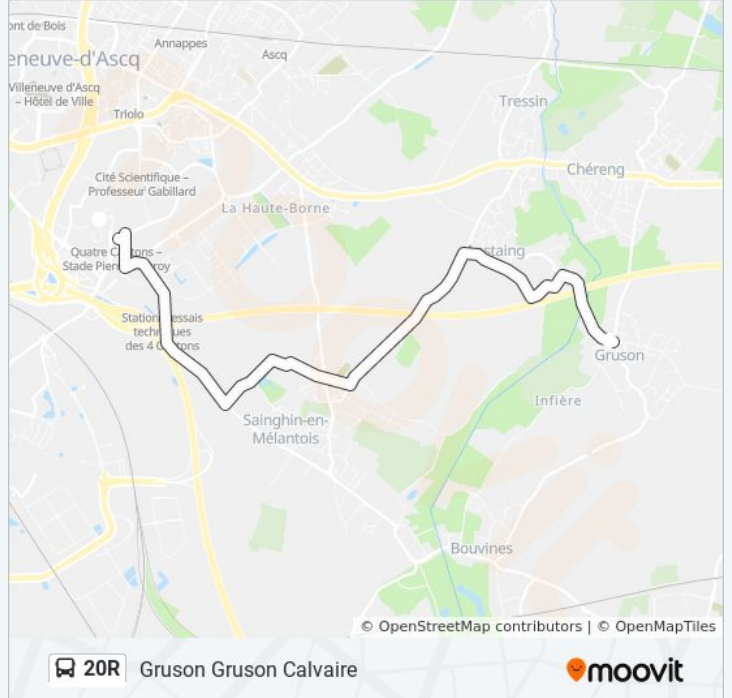 ont de Bois
Annappes
Ascq
eneuve-d'Ascq
Villeneuve d'Ascq
– Hôtel de Ville
Triolo
Tressin
Cité Scientifique –
Professeur Gabillard
Chéreng
La Haute-Borne
Quatre C
ons –
Stade Pier
roy
staing
Station
essais
techn
ues
des 4 C
ons
Gruson
Infière
Sainghin-en-
Mélantois
Bouvines
© OpenStreetMap contributors | © OpenMapTiles
20R Gruson Gruson Calvaire
moovit